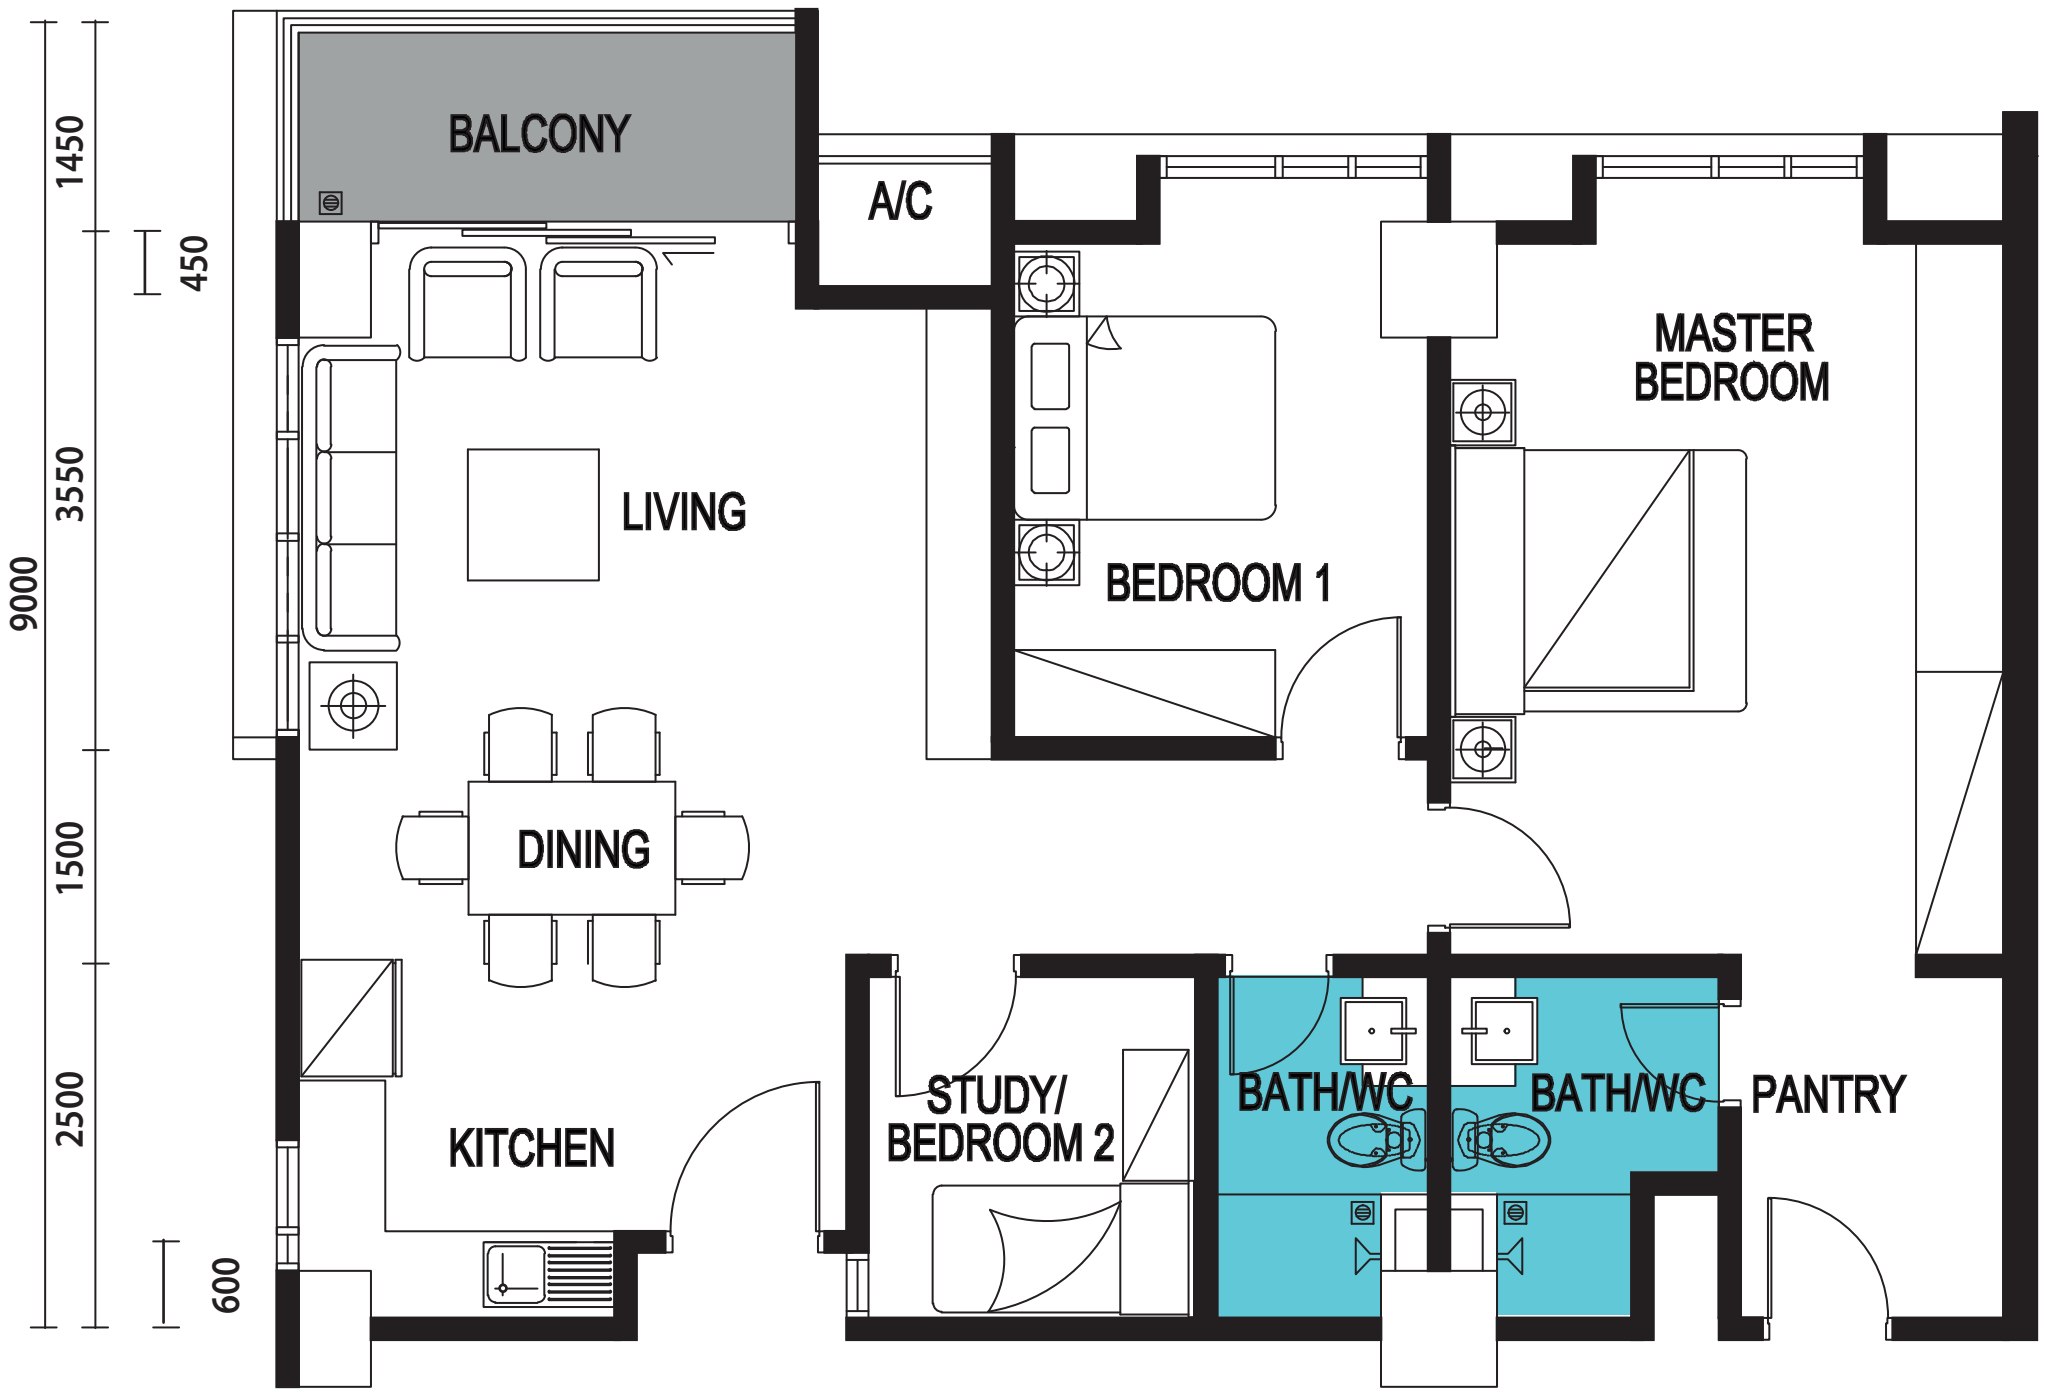 BALCONY
1450
A/C
450
MASTER
BEDROOM
3550
LIVING
BEDROOM 1
9000
1500
DINING
STUDY/
BEDROOM 2
BATH/WC
BATH/WC
PANTRY
2500
KITCHEN
600